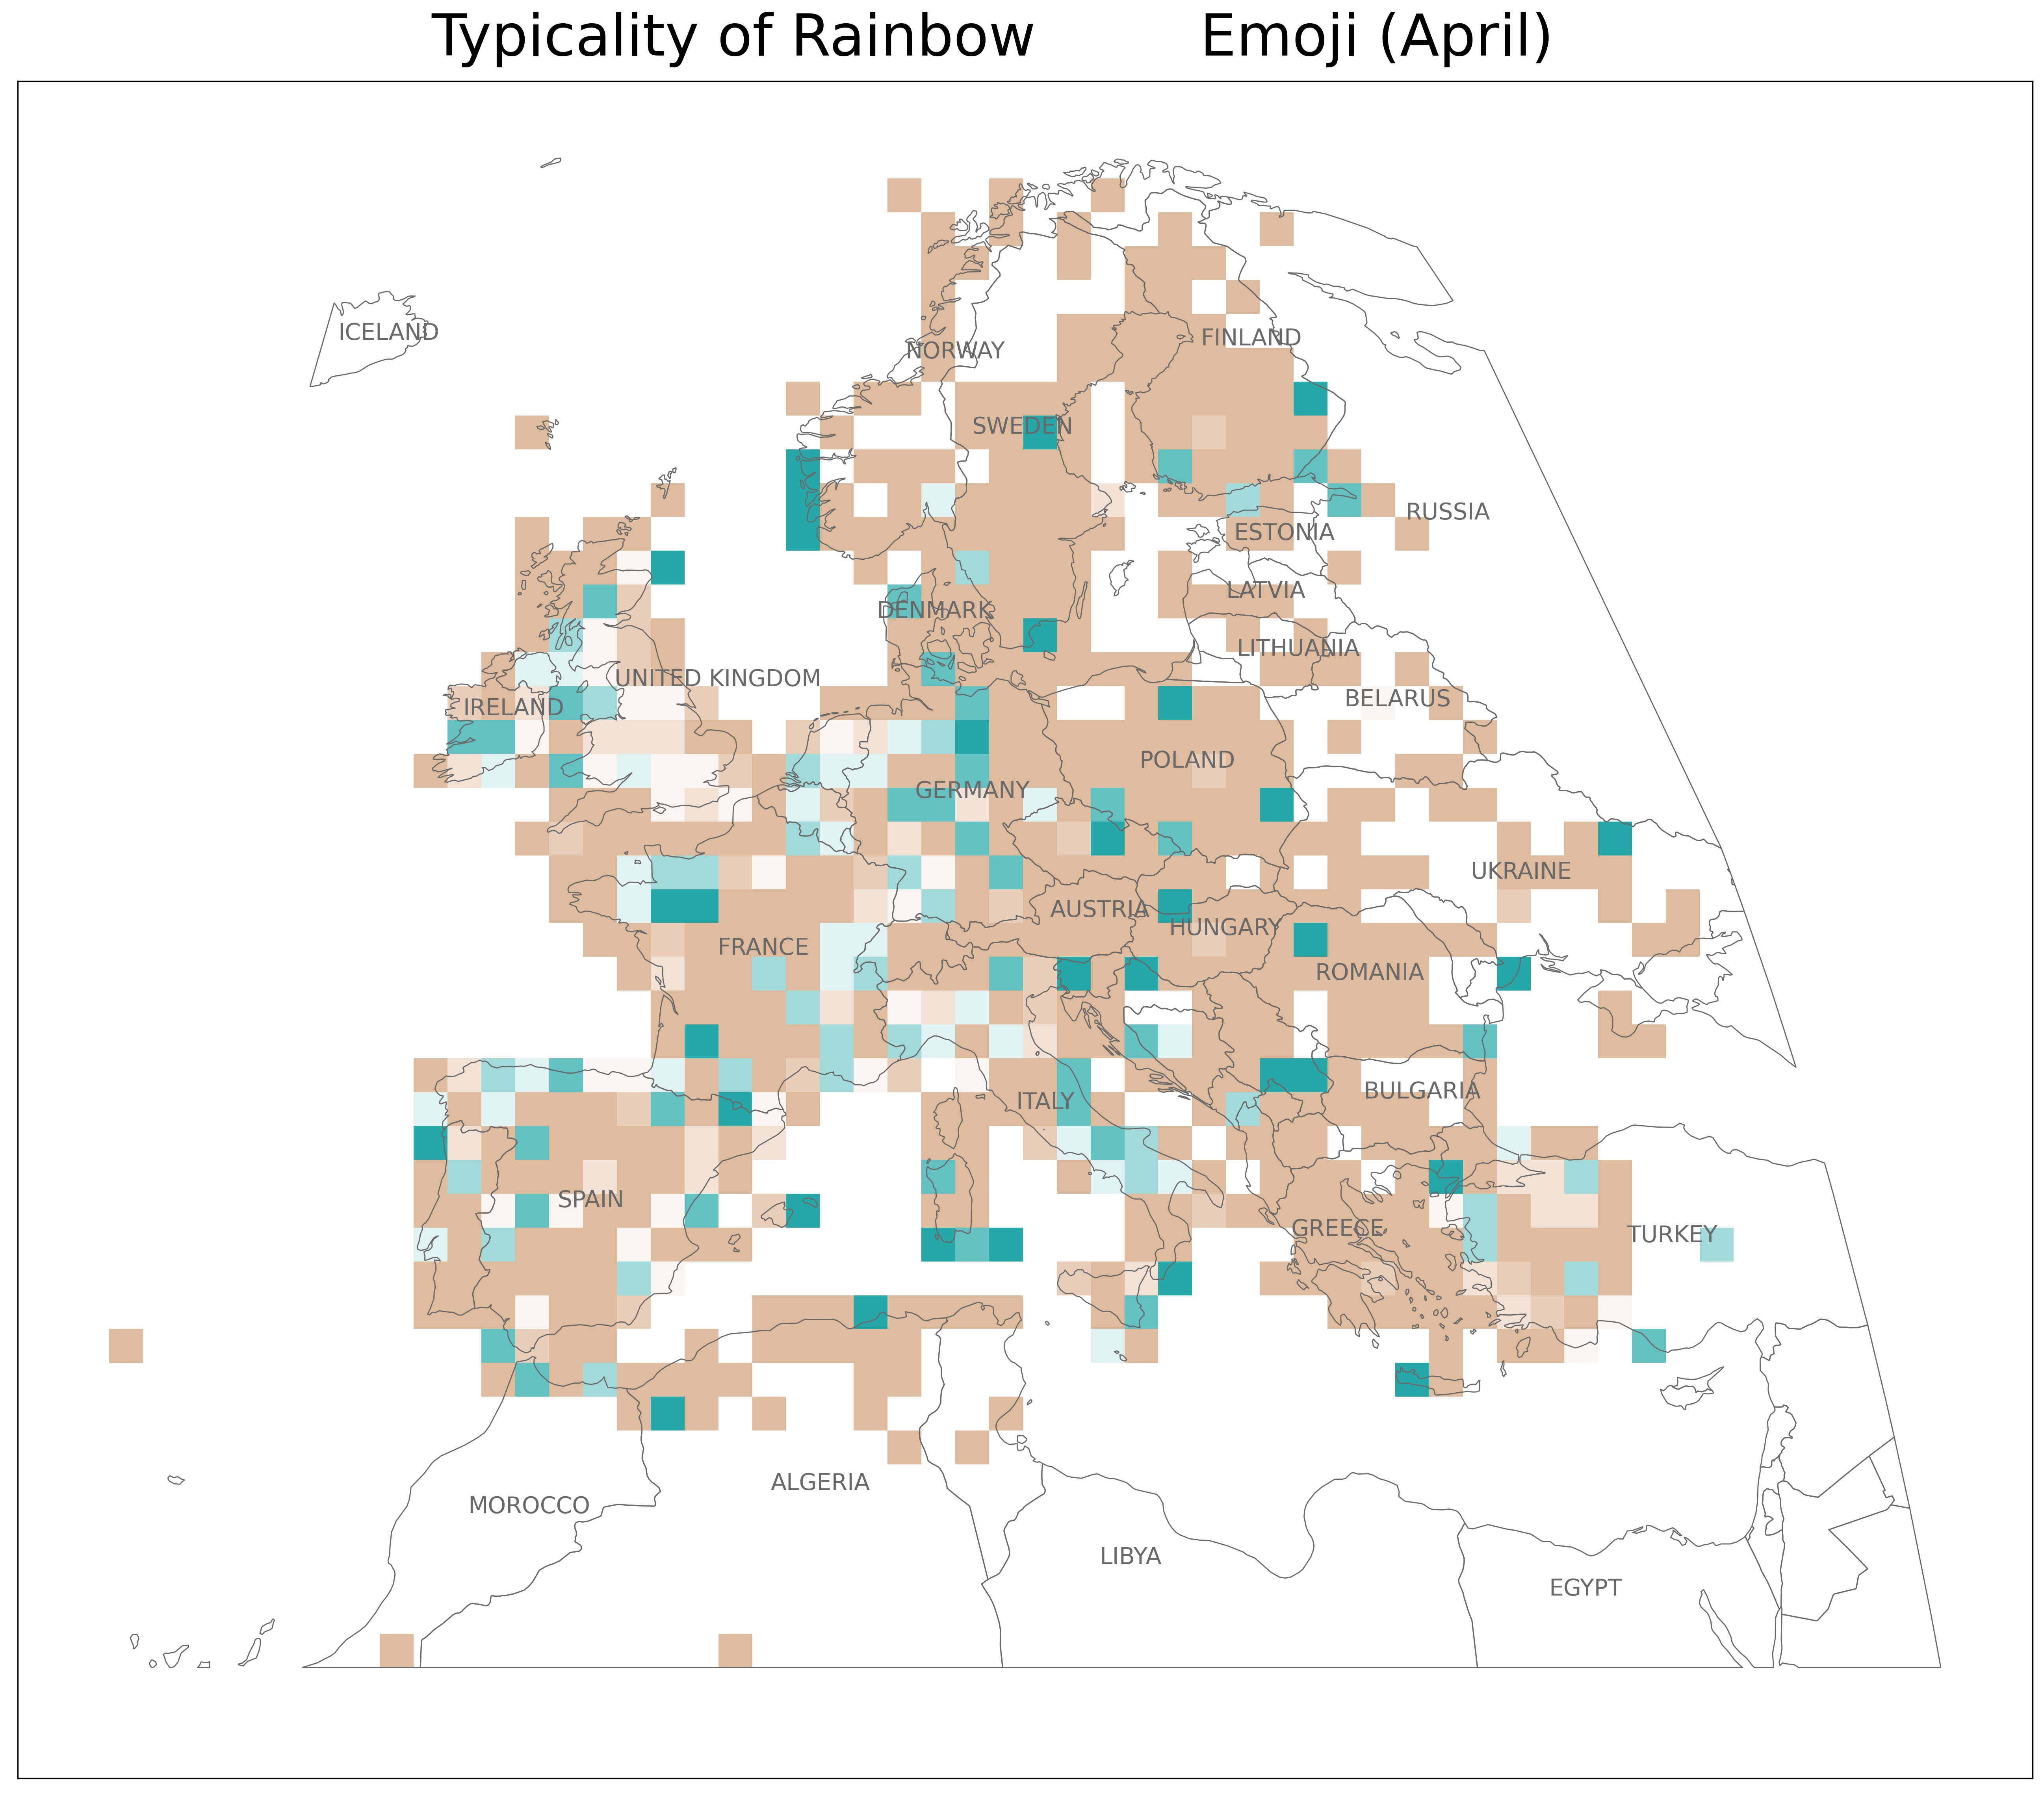 Typicality of Rainbow Emoji (April)
ICELAND
NORWAY
FINLAND
SWEDEN
RUSSIA
ESTONIA
LATVIA
DENMARK
LITHUANIA
UNITED KINGDOM
BELARUS
IRELAND
POLAND
GERMANY
UKRAINE
AUSTRIA
HUNGARY
FRANCE
ROMANIA
BULGARIA
ITALY
SPAIN
GREECE
TURKEY
ALGERIA
MOROCCO
LIBYA
EGYPT